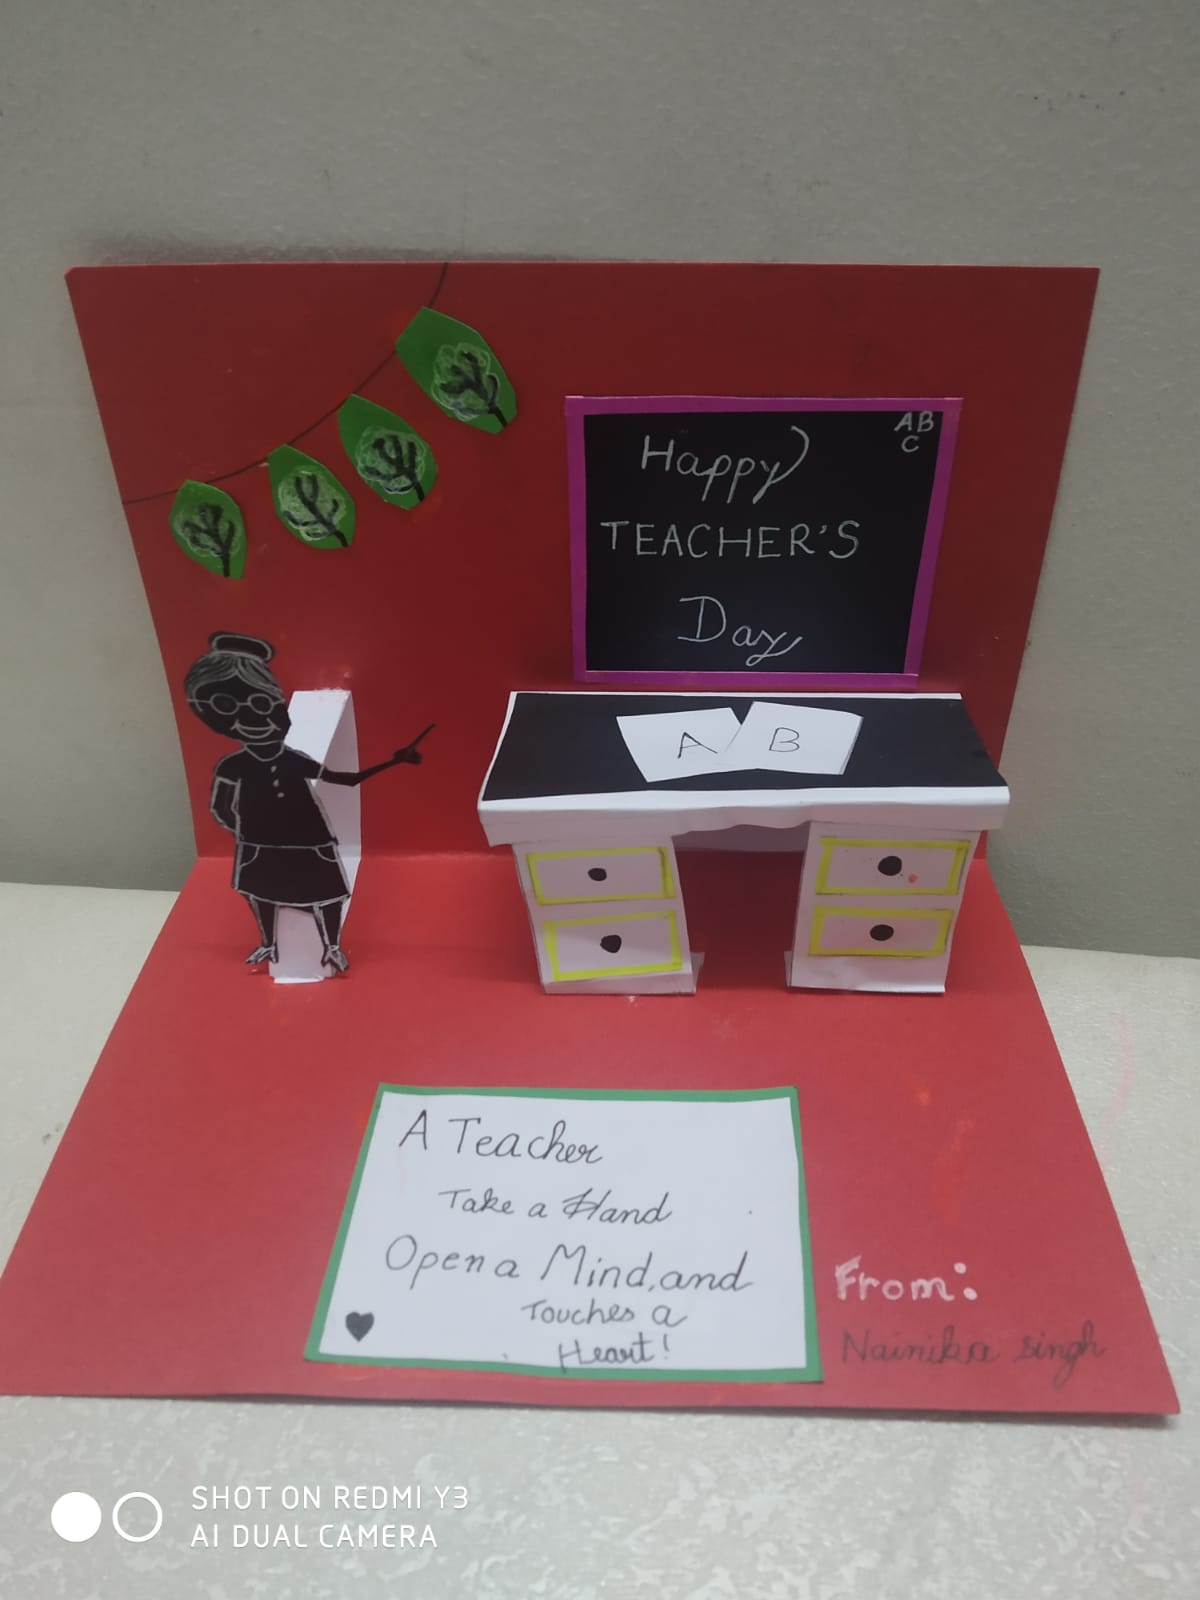 AB
C
Happy
TEACHER'S
Day
A B
A Teacher
Take a Hand
Open a Mind, and
Touches a
Heart!
From:
Nainika singh
SHOT ON REDMI Y3
AI DUAL CAMERA